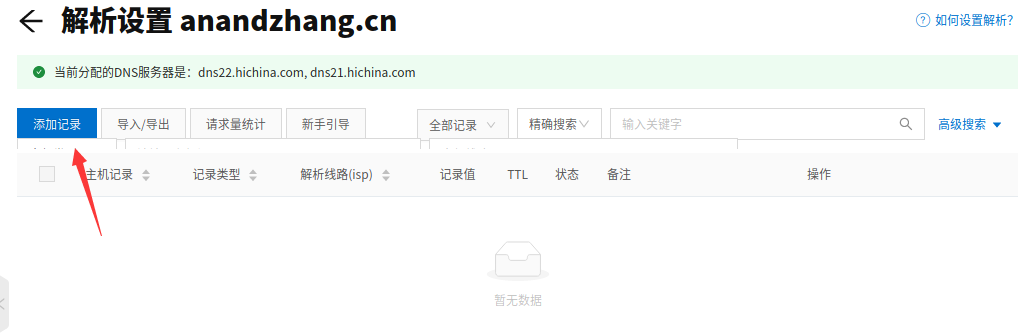 解析设置 anandzhang.cn
如何设置解析?
当前分配的DNS服务器是：dns22.hichina.com, dns21.hichina.com
添加记录 导入/导出 请求量统计 新手引导 全部记录 精确搜索 输入关键字 高级搜索
主机记录 记录类型 解析线路(isp) 记录值 TTL 状态 备注 操作
暂无数据